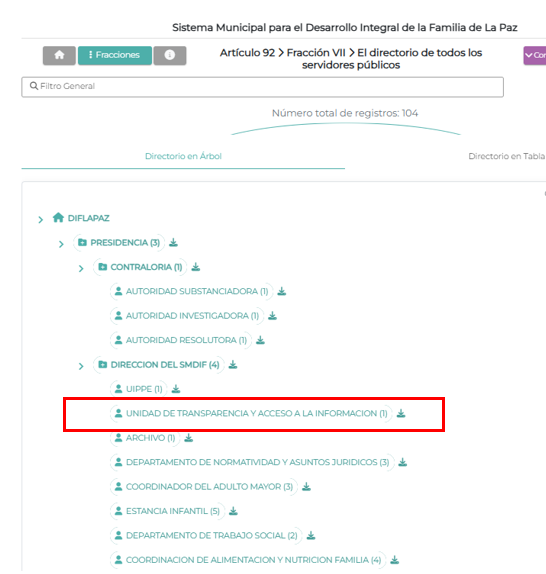 Sistema Municipal para el Desarrollo Integral de la Familia de La Paz
Fracciones
Artículo 92 > Fracción VII > El directorio de todos los
servidores públicos
Filtro General
Número total de registros: 104
Directorio en Árbol
Directorio en Tabla
DIFLAPAZ
PRESIDENCIA (3)
CONTRALORIA (1)
AUTORIDAD SUBSTANCIADORA (1)
AUTORIDAD INVESTIGADORA (1)
AUTORIDAD RESOLUTORA (1)
DIRECCION DEL SMDIF (4)
UIPPE (1)
UNIDAD DE TRANSPARENCIA Y ACCESO A LA INFORMACION (1)
ARCHIVO (1)
DEPARTAMENTO DE NORMATIVIDAD Y ASUNTOS JURIDICOS (3)
COORDINADOR DEL ADULTO MAYOR (3)
ESTANCIA INFANTIL (5)
DEPARTAMENTO DE TRABAJO SOCIAL (2)
COORDINACION DE ALIMENTACION Y NUTRICION FAMILIA (4)